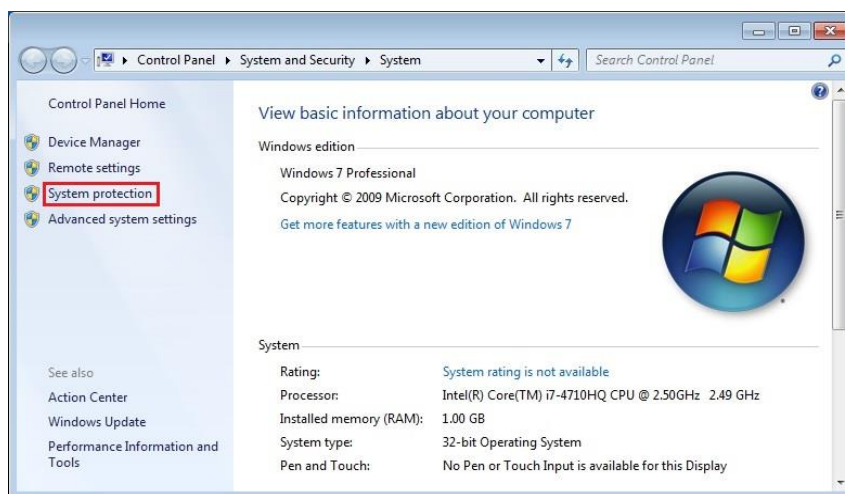 Control Panel ▸ System and Security ▸ System
Search Control Panel
Control Panel Home
Device Manager
Remote settings
System protection
Advanced system settings
See also
Action Center
Windows Update
Performance Information and
Tools
View basic information about your computer
Windows edition
Windows 7 Professional
Copyright © 2009 Microsoft Corporation. All rights reserved.
Get more features with a new edition of Windows 7
System
Rating: System rating is not available
Processor: Intel(R) Core(TM) i7-4710HQ CPU @ 2.50GHz 2.49 GHz
Installed memory (RAM): 1.00 GB
System type: 32-bit Operating System
Pen and Touch: No Pen or Touch Input is available for this Display